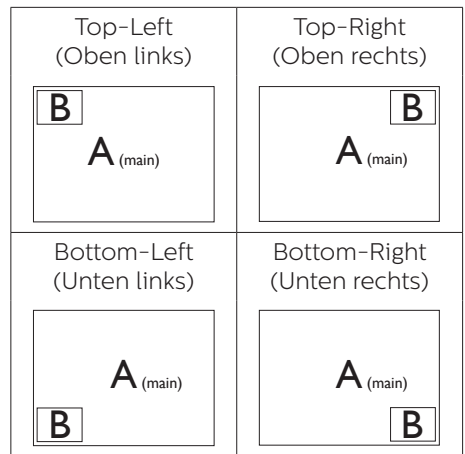 Top-Left
(Oben links)
B
A (main)
Top-Right
(Oben rechts)
B
A (main)
Bottom-Left
(Unten links)
A (main)
B
Bottom-Right
(Unten rechts)
A (main)
B